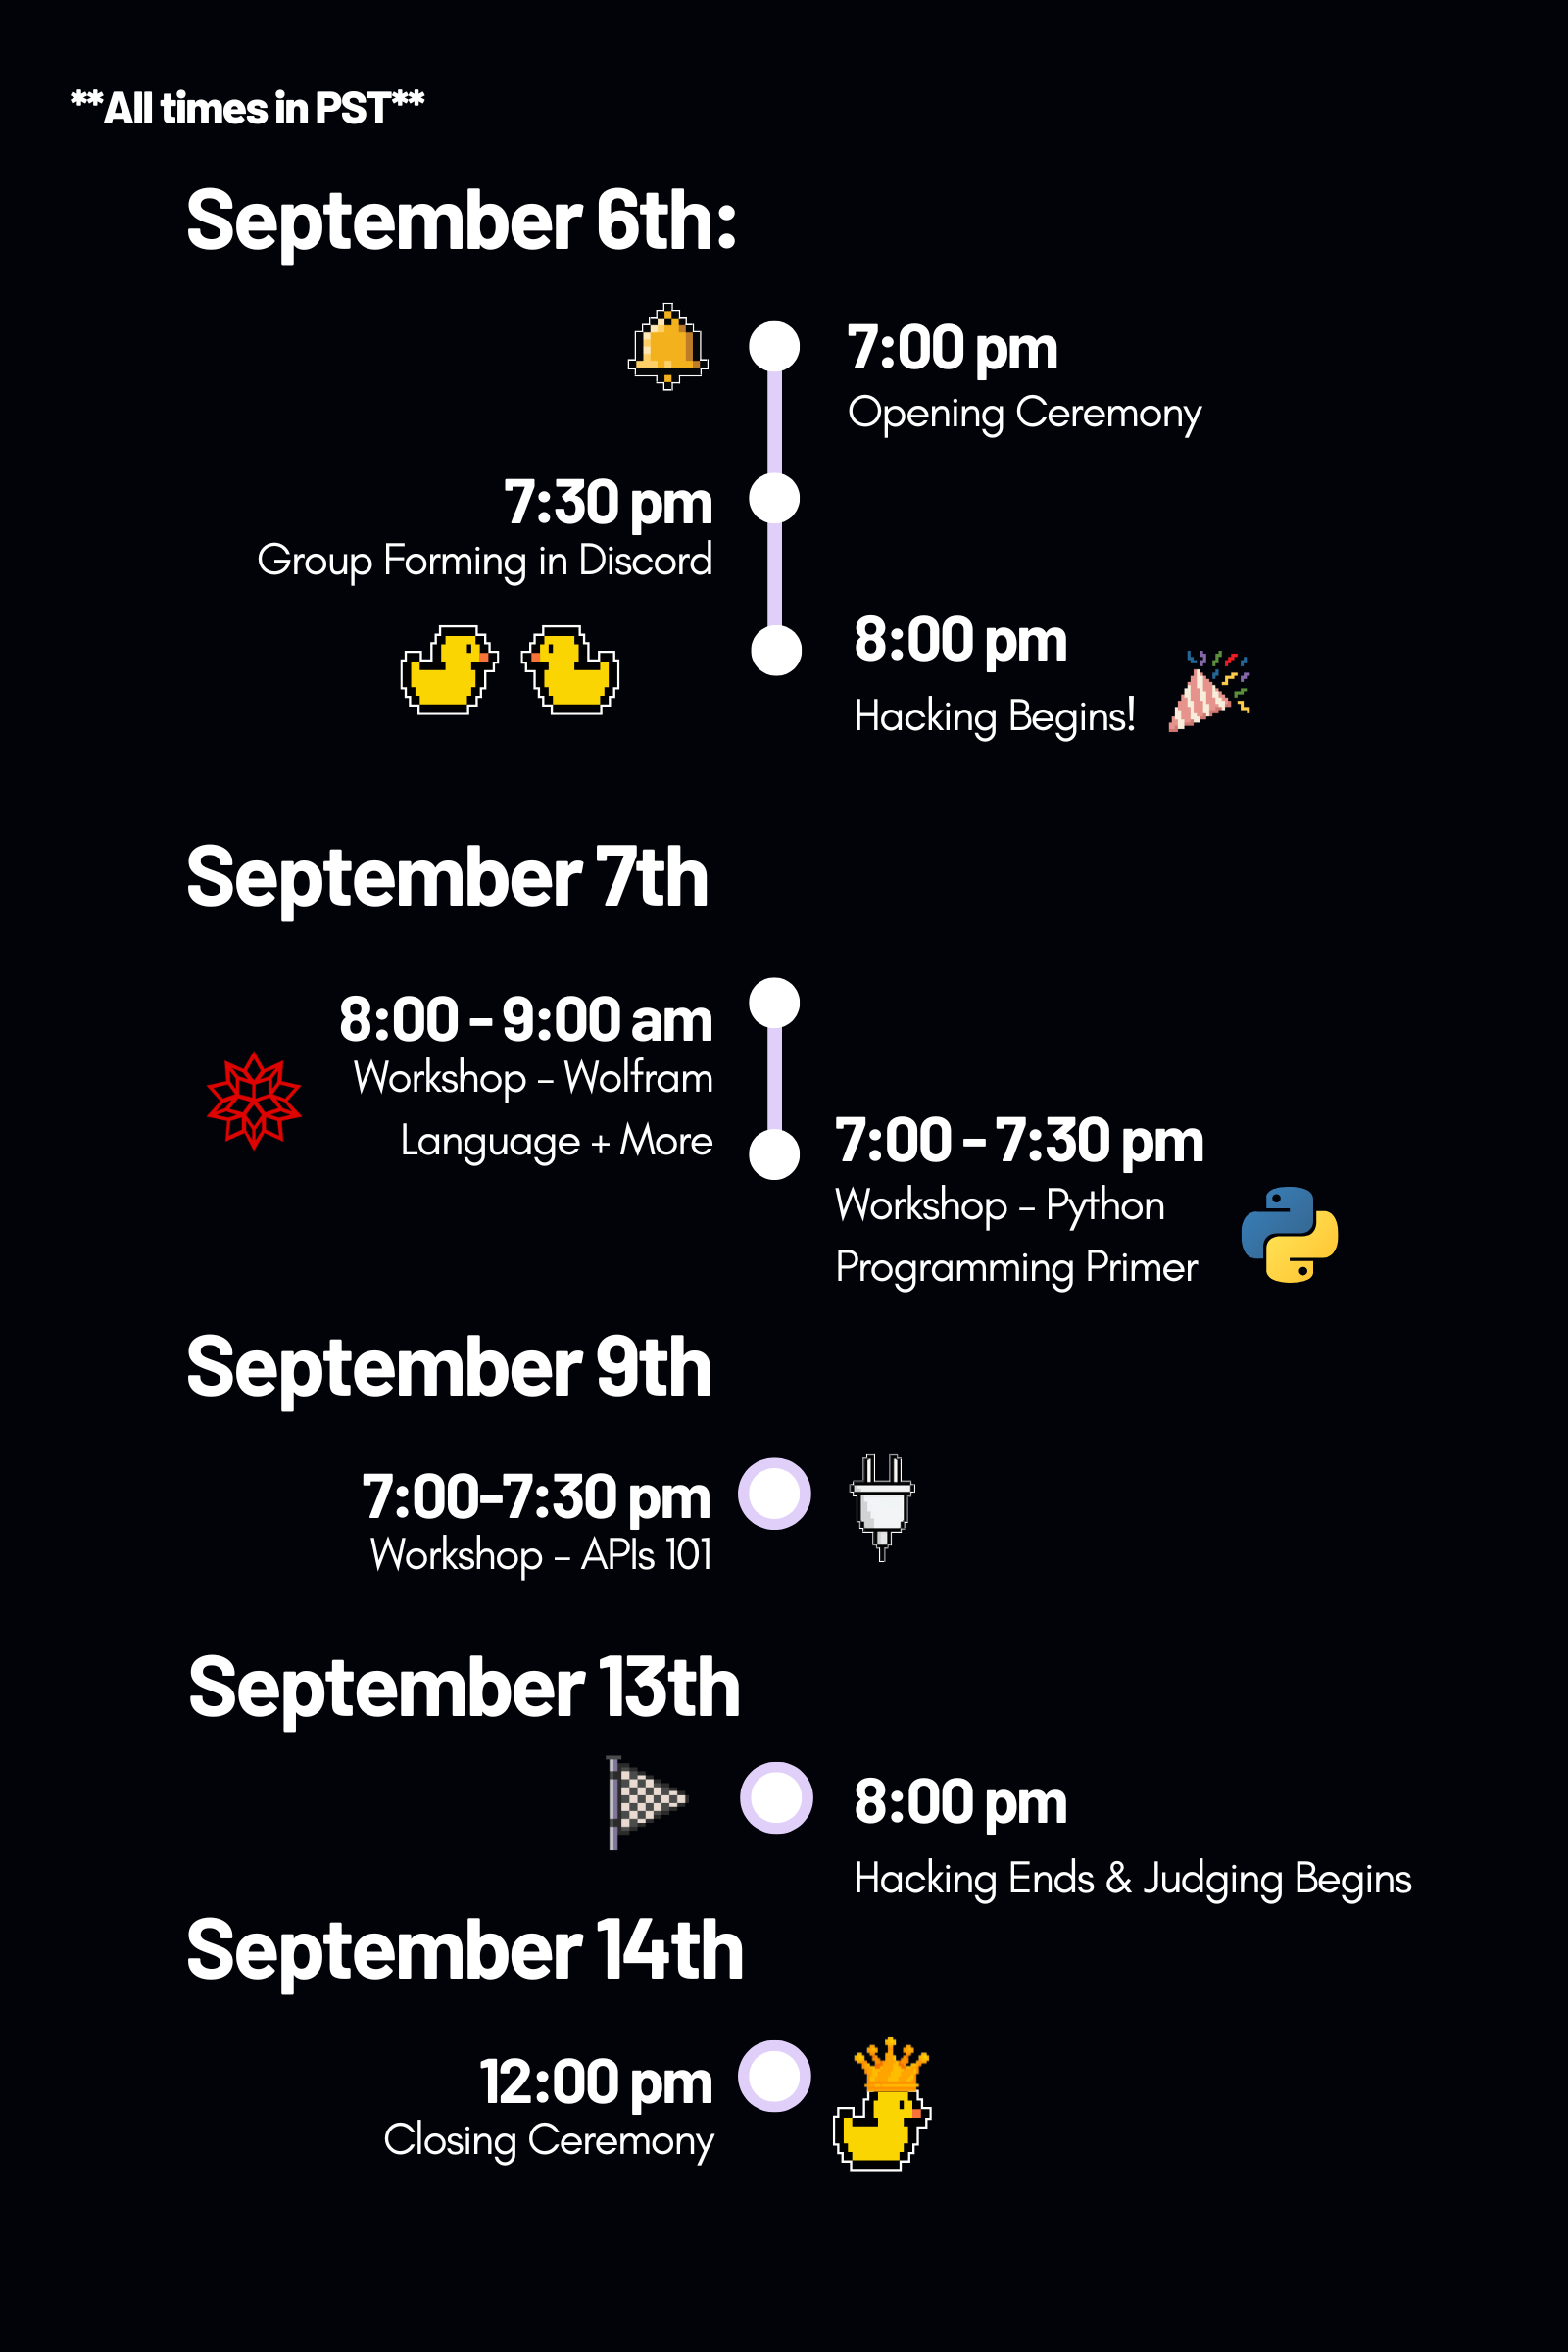 **All times in PST**
September 6th:
7:00 pm
Opening Ceremony
7:30 pm
Group Forming in Discord
8:00 pm
Hacking Begins!
September 7th
8:00 - 9:00 am
Workshop - Wolfram
Language + More
7:00 - 7:30 pm
Workshop - Python
Programming Primer
September 9th
7:00-7:30 pm
Workshop - APIs 101
September 13th
8:00 pm
Hacking Ends & Judging Begins
September 14th
12:00 pm
Closing Ceremony